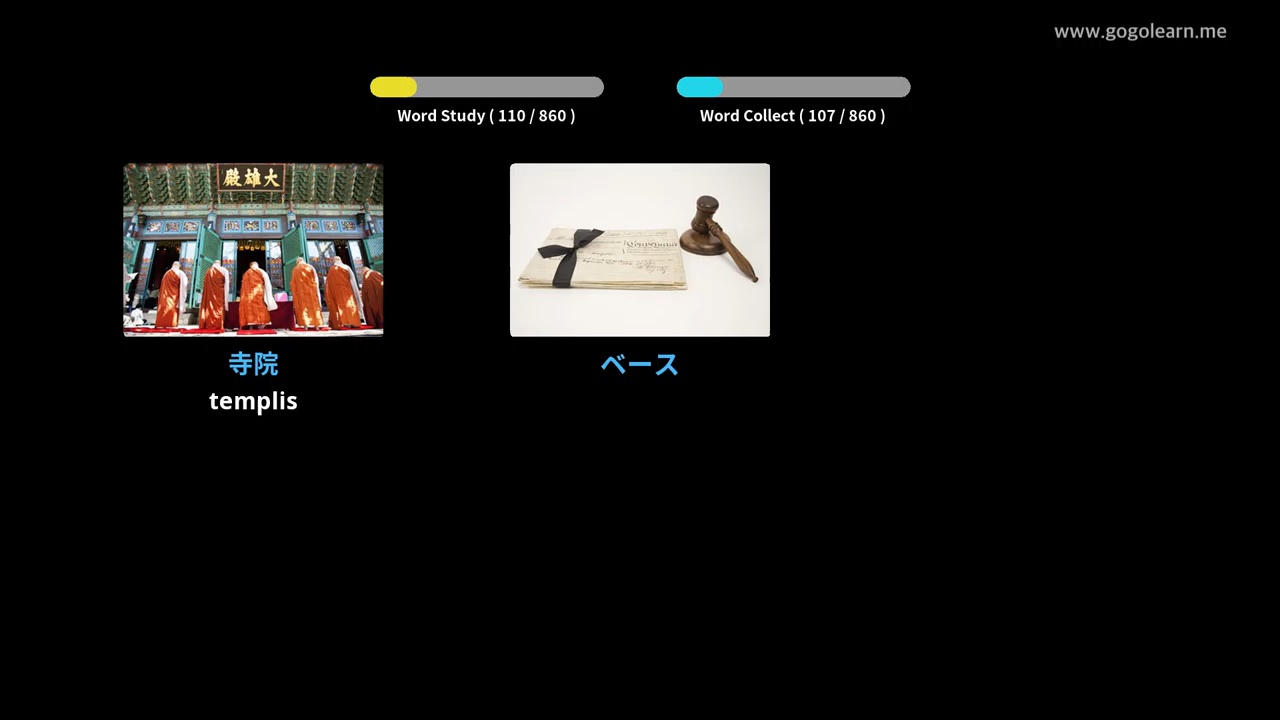 www.gogolearn.me
Word Study ( 110 / 860 )
Word Collect ( 107 / 860 )
殿雄大
寺院
templis
ベース